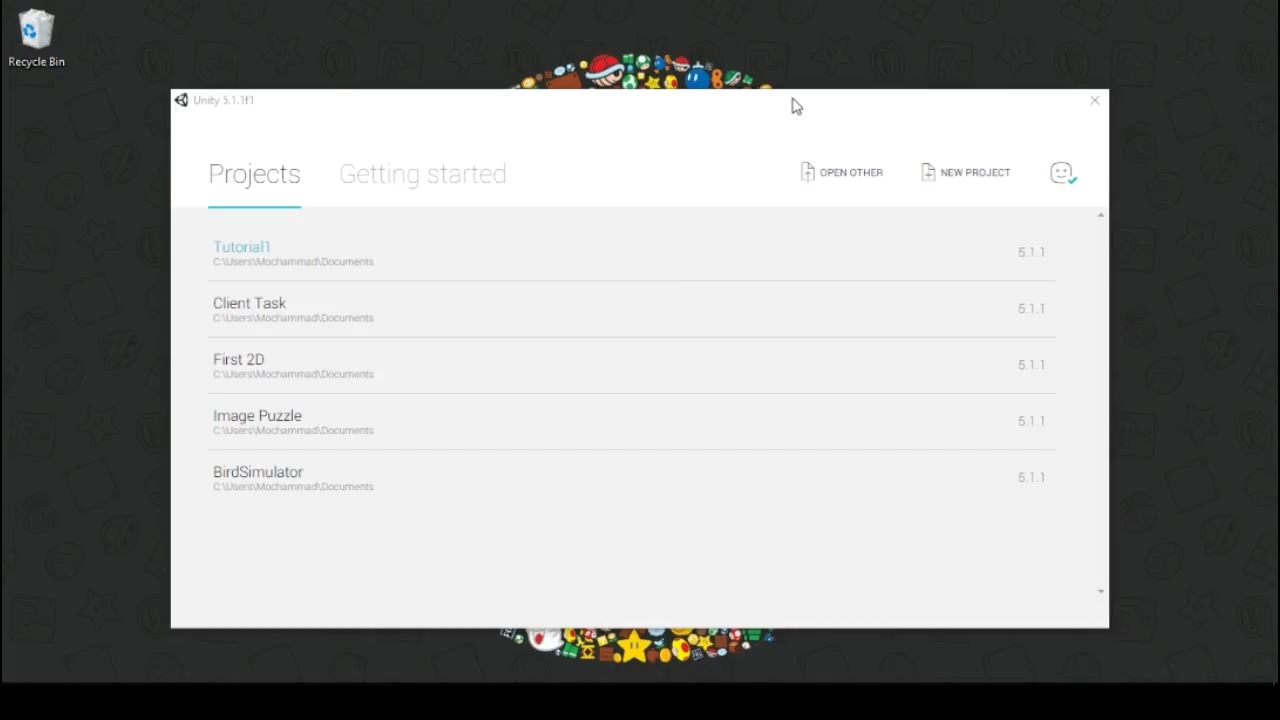 Recycle Bin
Unity 5.1.1f1
Projects
Getting started
OPEN OTHER
NEW PROJECT
Tutorial1
C:\Users\Mochammad\Documents
5.1.1
Client Task
C:\Users\Mochammad\Documents
5.1.1
First 2D
C:\Users\Mochammad\Documents
5.1.1
Image Puzzle
C:\Users\Mochammad\Documents
5.1.1
BirdSimulator
C:\Users\Mochammad\Documents
5.1.1